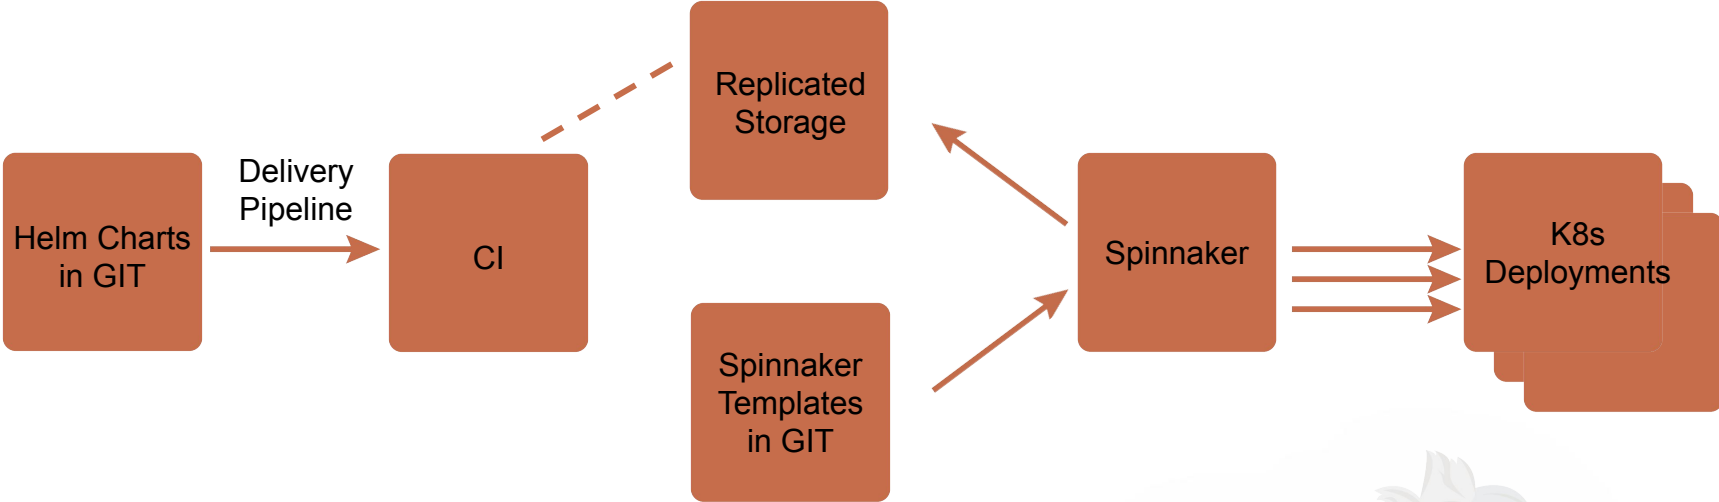 Helm Charts
in GIT
Delivery
Pipeline
CI
Replicated
Storage
Spinnaker
Templates
in GIT
Spinnaker
K8s
Deployments